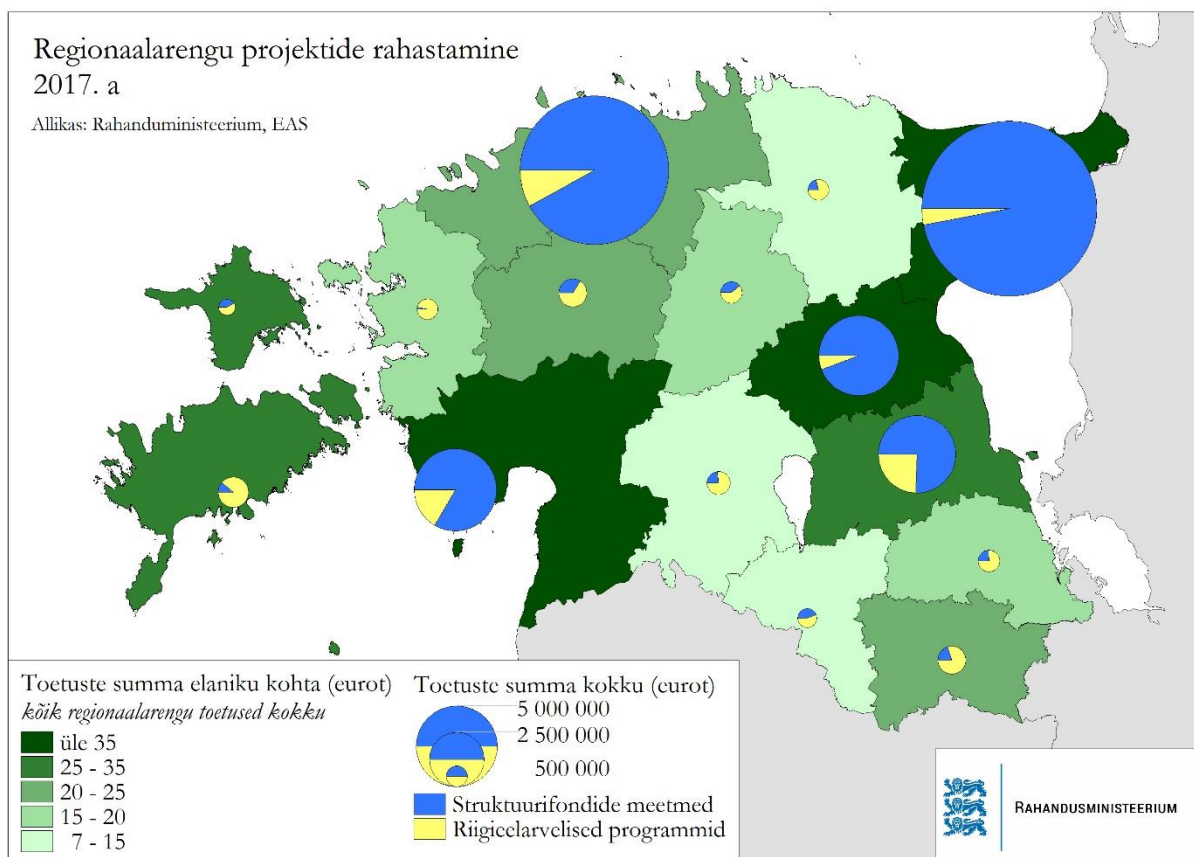 Regionaalarengu projektide rahastamine
2017. a
Allikas: Rahanduministeerium, EAS
Toetuste summa elaniku kohta (eurot)
kõik regionaalarengu toetused kokku
üle 35
25 - 35
20 - 25
15 - 20
7 - 15
Toetuste summa kokku (eurot)
5 000 000
2 500 000
500 000
Struktuurifondide meetmed
Riigieelarvelised programmid
RAHANDUSMINISTEERIUM